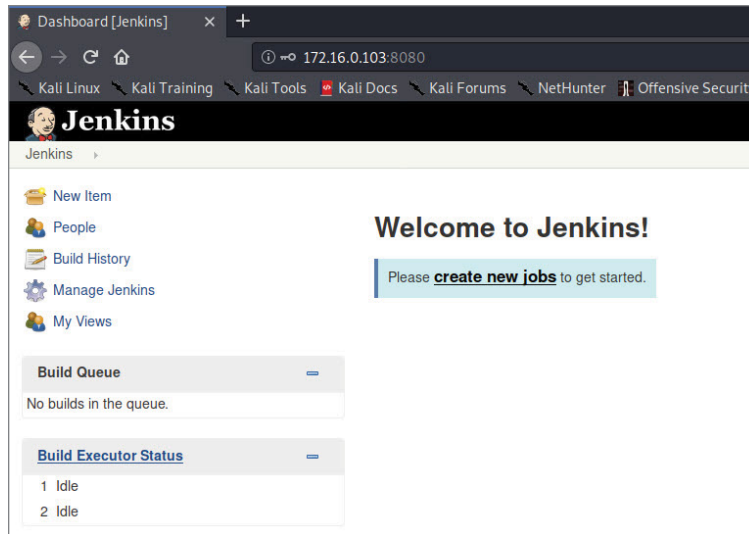 Dashboard [Jenkins]
172.16.0.103:8080
Kali Linux Kali Training Kali Tools Kali Docs Kali Forums NetHunter Offensive Securit
Jenkins
Jenkins
New Item
People
Build History
Manage Jenkins
My Views
Welcome to Jenkins!
Please create new jobs to get started.
Build Queue
No builds in the queue.
Build Executor Status
1 Idle
2 Idle